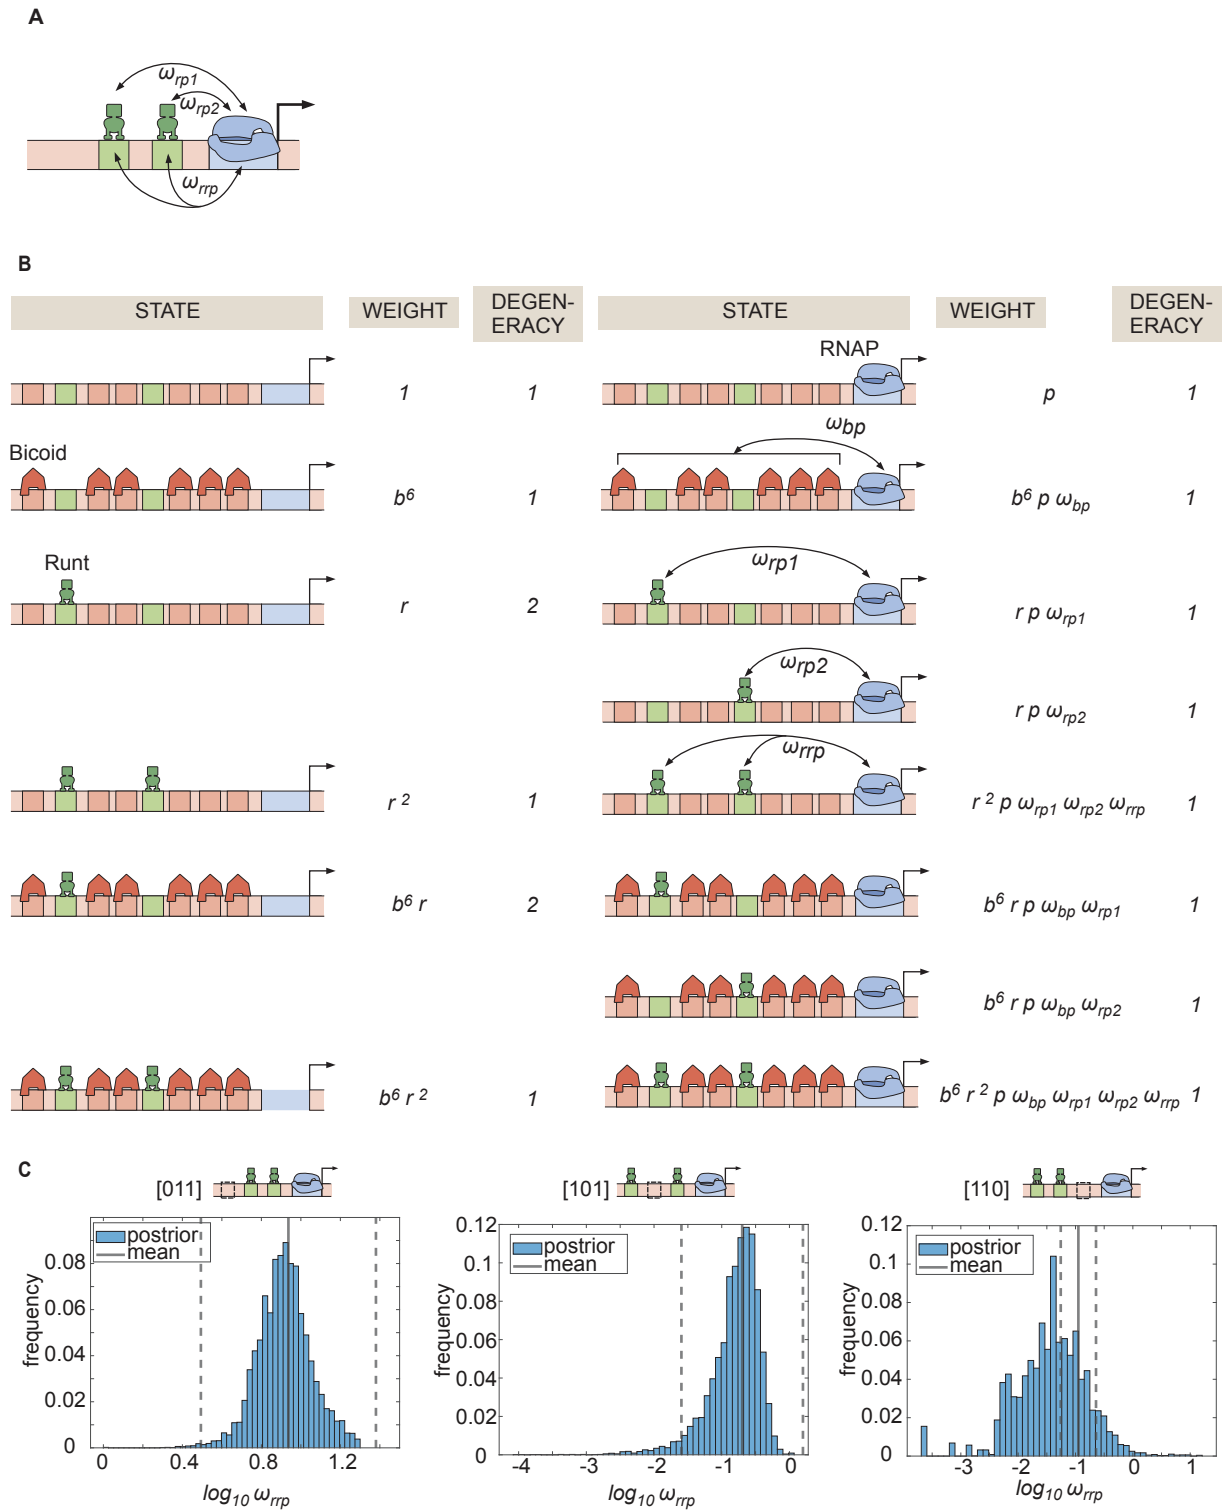 A
ωrp1
ωrp2
ωrrp
B
STATE WEIGHT DEGEN-
ERACY STATE WEIGHT DEGEN-
ERACY
RNAP
1 1 p 1
ωbp
Bicoid
b⁶ 1 b⁶ p ωbp 1
Runt
ωrp1
r 2 r p ωrp1 1
ωrp2
r p ωrp2 1
ωrrp
r² 1 r² p ωrp1 ωrp2 ωrrp 1
b⁶ r 2 b⁶ r p ωbp ωrp1 1
b⁶ r p ωbp ωrp2 1
b⁶ r² 1 b⁶ r² p ωbp ωrp1 ωrp2 ωrrp 1
C
[011]
postrior
mean
frequency
0.08
0.06
0.04
0.02
0
0 0.4 0.8 1.2
log10 ωrrp
[101]
postrior
mean
frequency
0.12
0.1
0.08
0.06
0.04
0.02
0
-4 -3 -2 -1 0
log10 ωrrp
[110]
postrior
mean
frequency
0.12
0.1
0.08
0.06
0.04
0.02
0
-3 -2 -1 0 1
log10 ωrrp